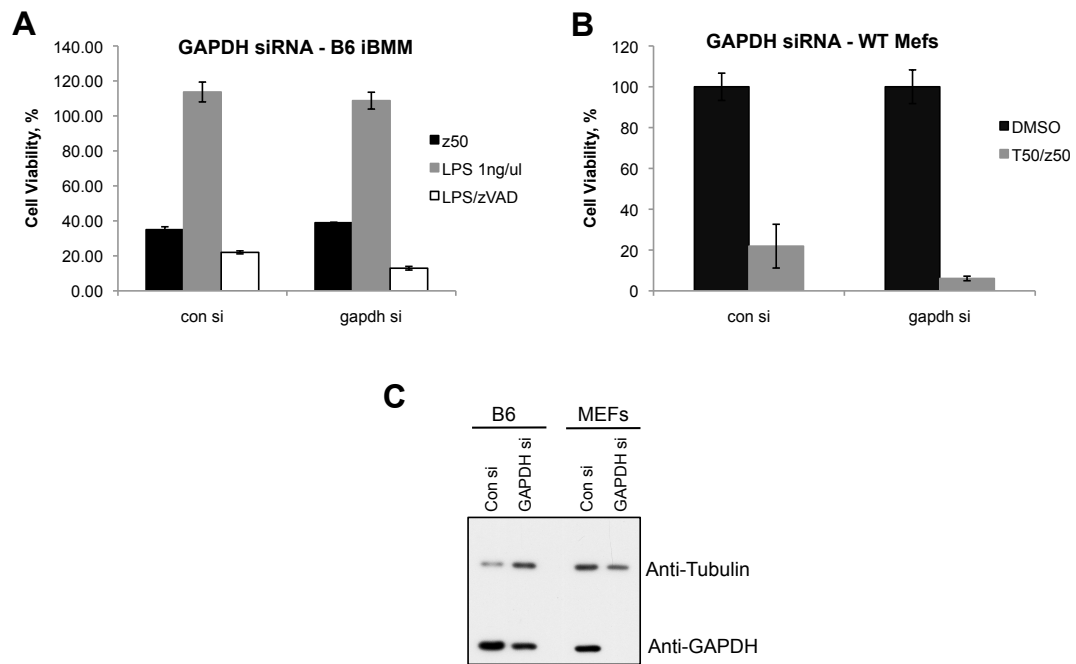 A
GAPDH siRNA - B6 iBMM
Cell Viability, %
140.00
120.00
100.00
80.00
60.00
40.00
20.00
0.00
con si
gapdh si
z50
LPS 1ng/ul
LPS/zVAD
B
GAPDH siRNA - WT Mefs
Cell Viability, %
120
100
80
60
40
20
0
con si
gapdh si
DMSO
T50/z50
C
B6
MEFs
Con si
GAPDH si
Con si
GAPDH si
Anti-Tubulin
Anti-GAPDH